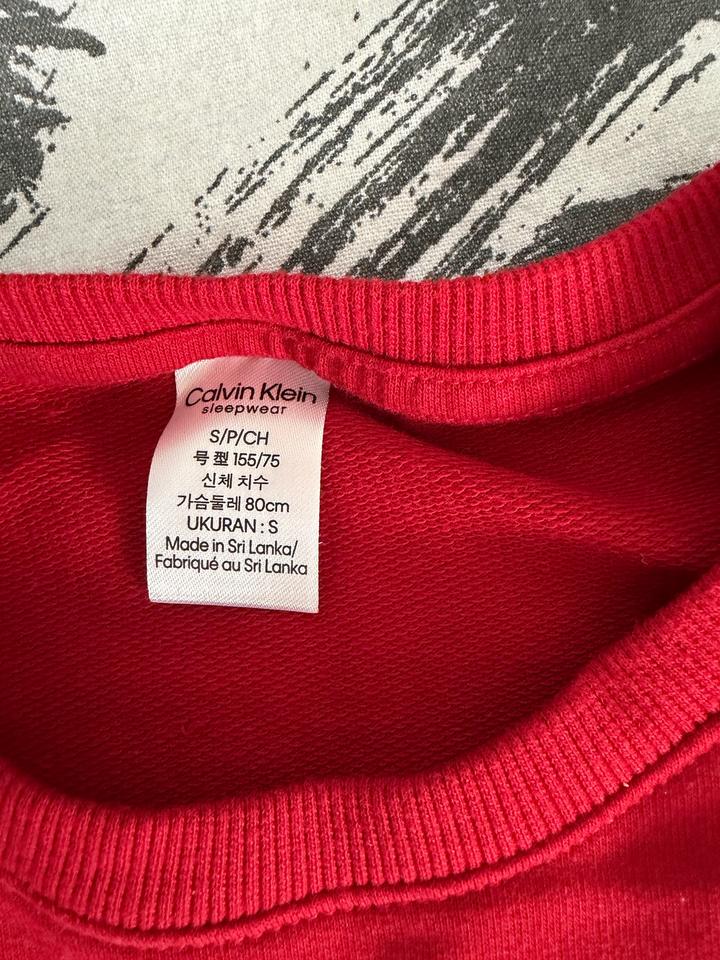 Calvin Klein
sleepwear
S/P/CH
号型 155/75
신체 치수
가슴둘레 80cm
UKURAN : S
Made in Sri Lanka/
Fabriqué au Sri Lanka